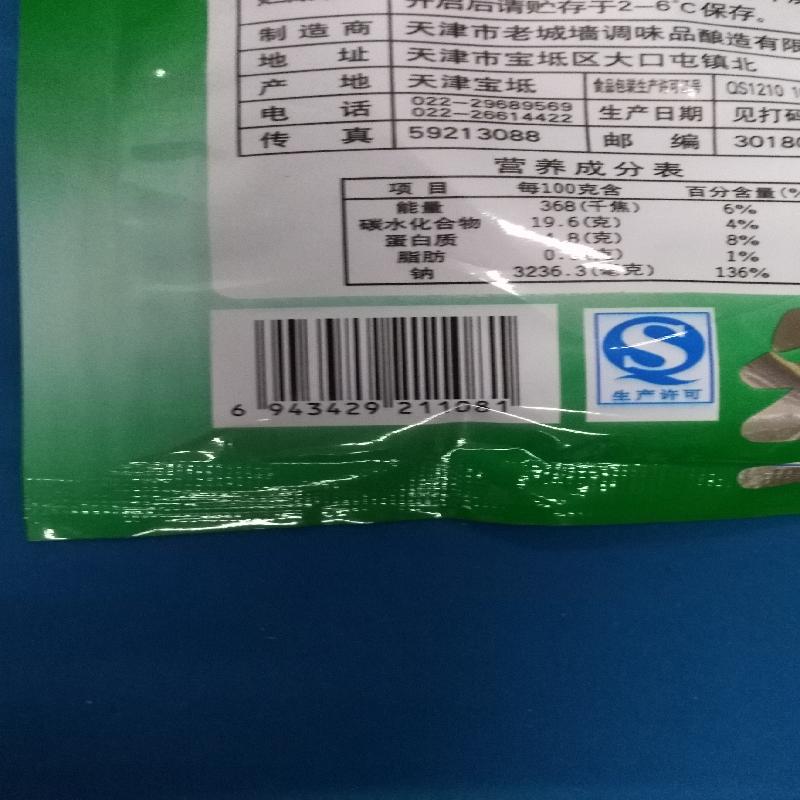 开启后请贮存于2-6℃保存。
制造商 天津市老城墙调味品酿造有限
地址 天津市宝坻区大口屯镇北
产地 天津宝坻 食品包装生产许可证号 QS1210
电话 022-29689569 022-26614422 生产日期 见打码
传真 59213088 邮编 30180
营养成分表
项目 每100克含 百分含量(%
能量 368(千焦) 6%
碳水化合物 19.6(克) 4%
蛋白质 .8(克) 8%
脂肪 0. 1%
钠 3236.3(毫克) 136%
6 943429 211081
生产许可